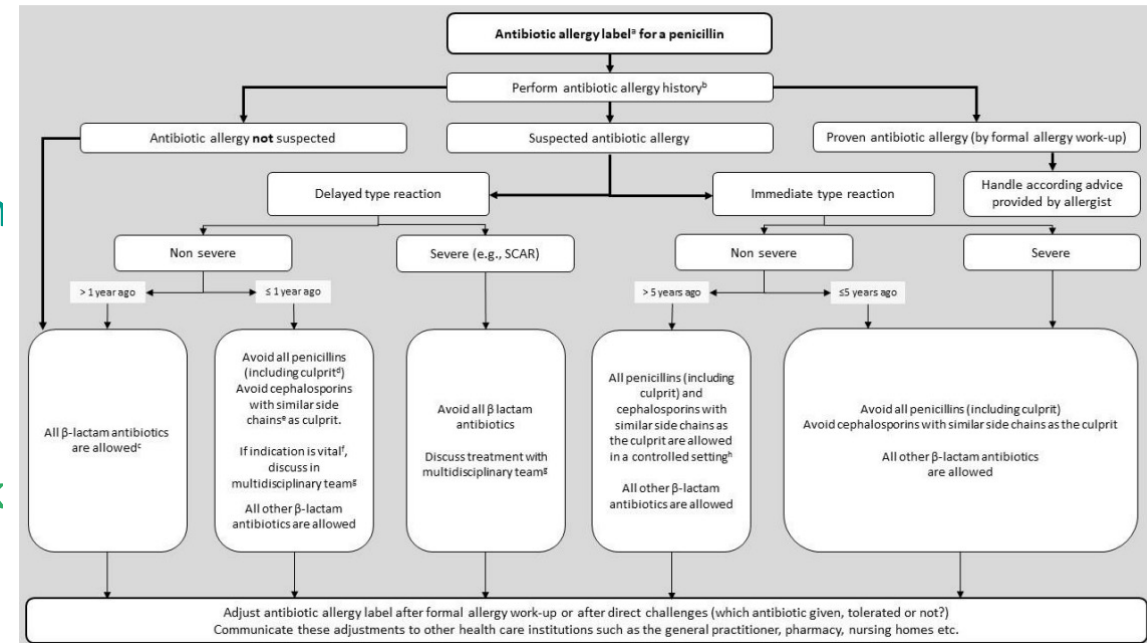 Antibiotic allergy labelᵃ for a penicillin
Perform antibiotic allergy historyᵇ
Antibiotic allergy not suspected
Suspected antibiotic allergy
Proven antibiotic allergy (by formal allergy work-up)
Delayed type reaction
Immediate type reaction
Handle according advice
provided by allergist
Non severe
Severe (e.g., SCAR)
Non severe
Severe
> 1 year ago
≤ 1 year ago
> 5 years ago
≤5 years ago
All β-lactam antibiotics
are allowedᶜ
Avoid all penicillins
(including culpritᵈ)
Avoid cephalosporins
with similar side
chainsᵉ as culprit.
If indication is vitalᶠ,
discuss in
multidisciplinary teamᵍ
All other β-lactam
antibiotics are allowed
Avoid all β lactam
antibiotics
Discuss treatment with
multidisciplinary teamᵍ
All penicillins (including
culprit) and
cephalosporins with
similar side chains as
the culprit are allowed
in a controlled settingʰ
All other β-lactam
antibiotics are allowed
Avoid all penicillins (including culprit)
Avoid cephalosporins with similar side chains as the culprit
All other β-lactam antibiotics
are allowed
Adjust antibiotic allergy label after formal allergy work-up or after direct challenges (which antibiotic given, tolerated or not?)
Communicate these adjustments to other health care institutions such as the general practitioner, pharmacy, nursing homes etc.